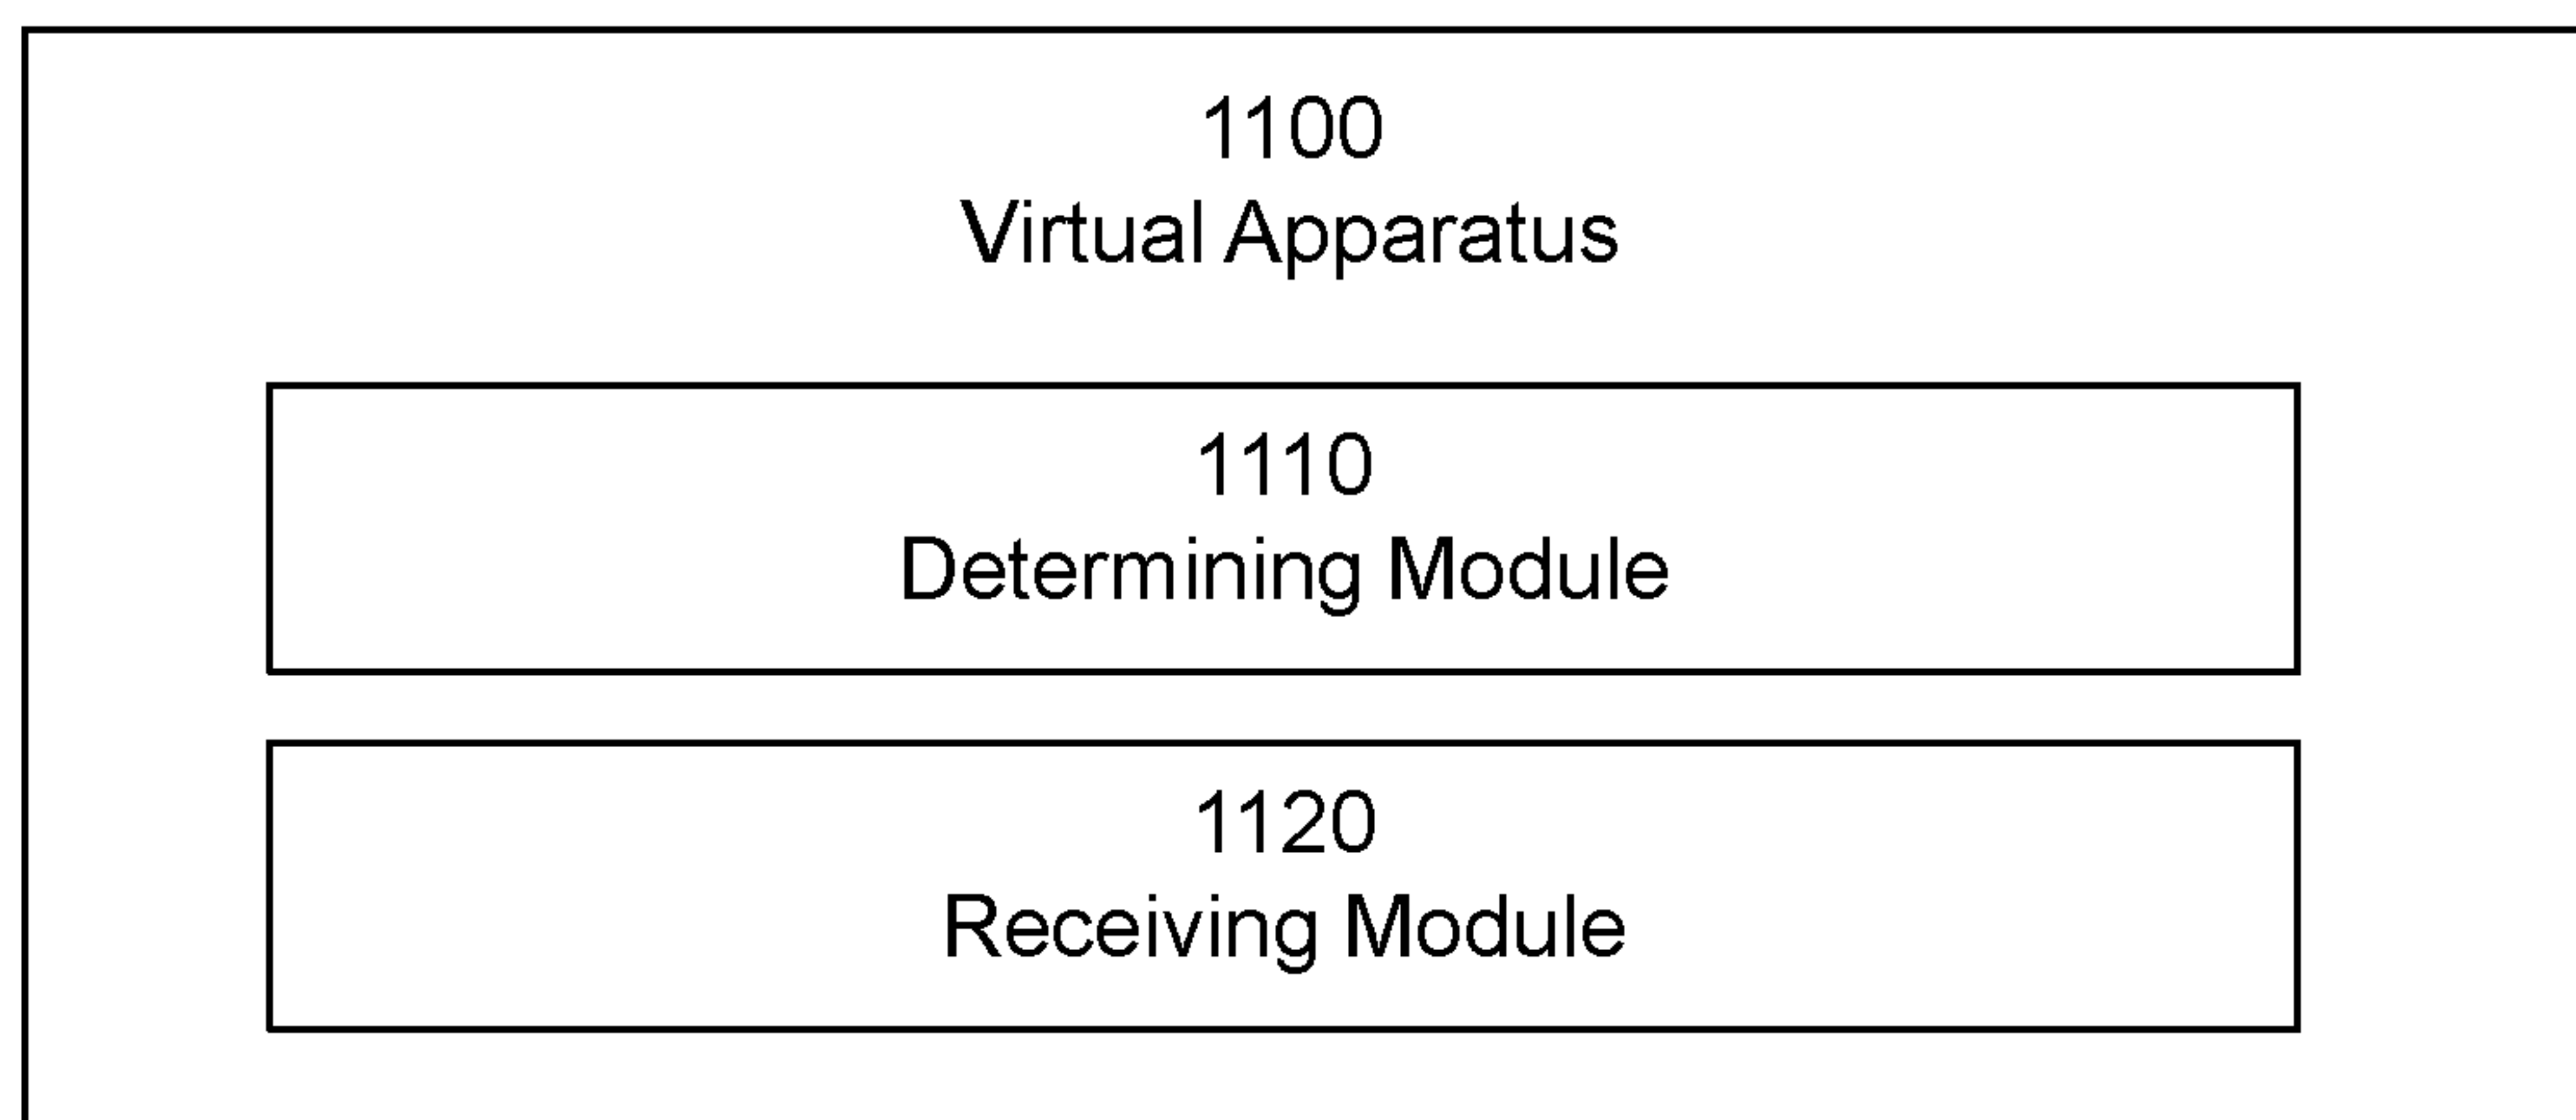 1100
Virtual Apparatus
1110
Determining Module
1120
Receiving Module